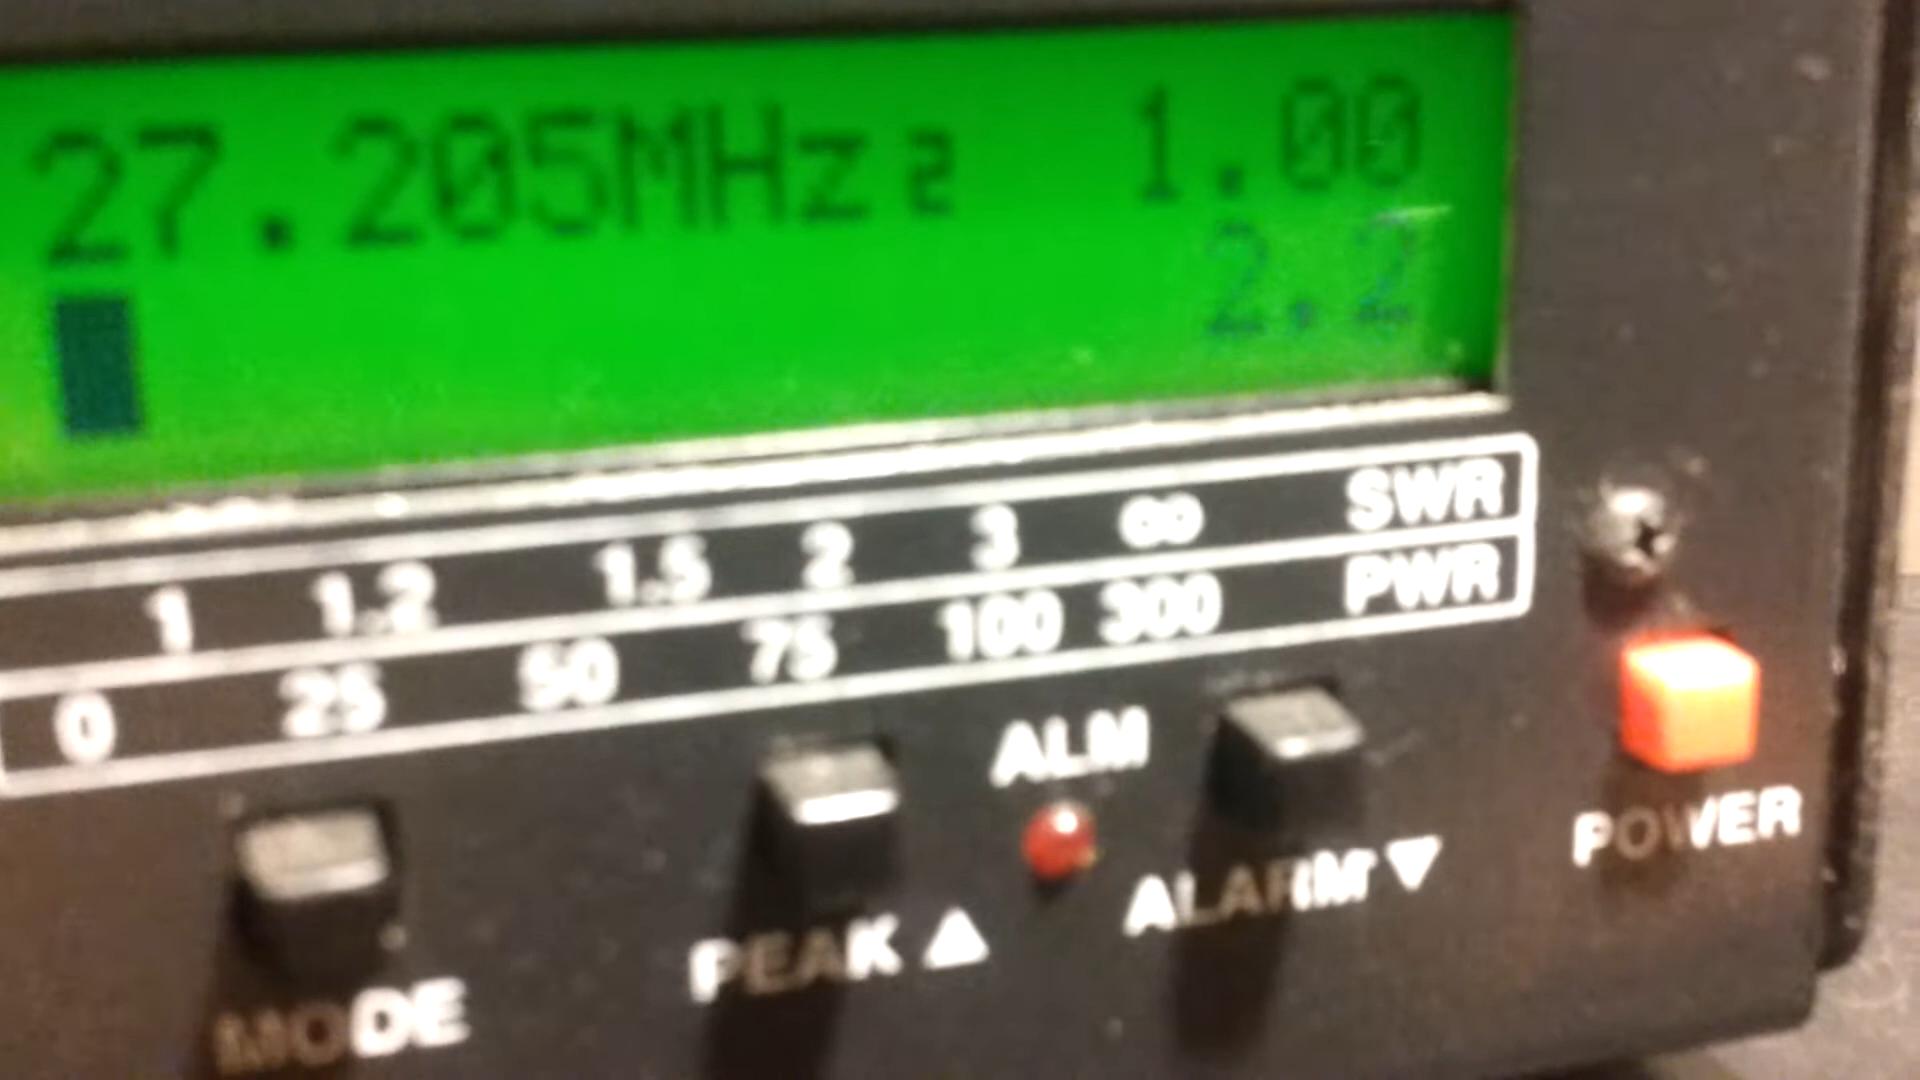 27.205MHz 2 1.00
2.2
1 1.2 1.5 2 3 ∞ SWR
0 25 50 75 100 300 PWR
ALM
MODE PEAK ▲ ALARM ▼ POWER